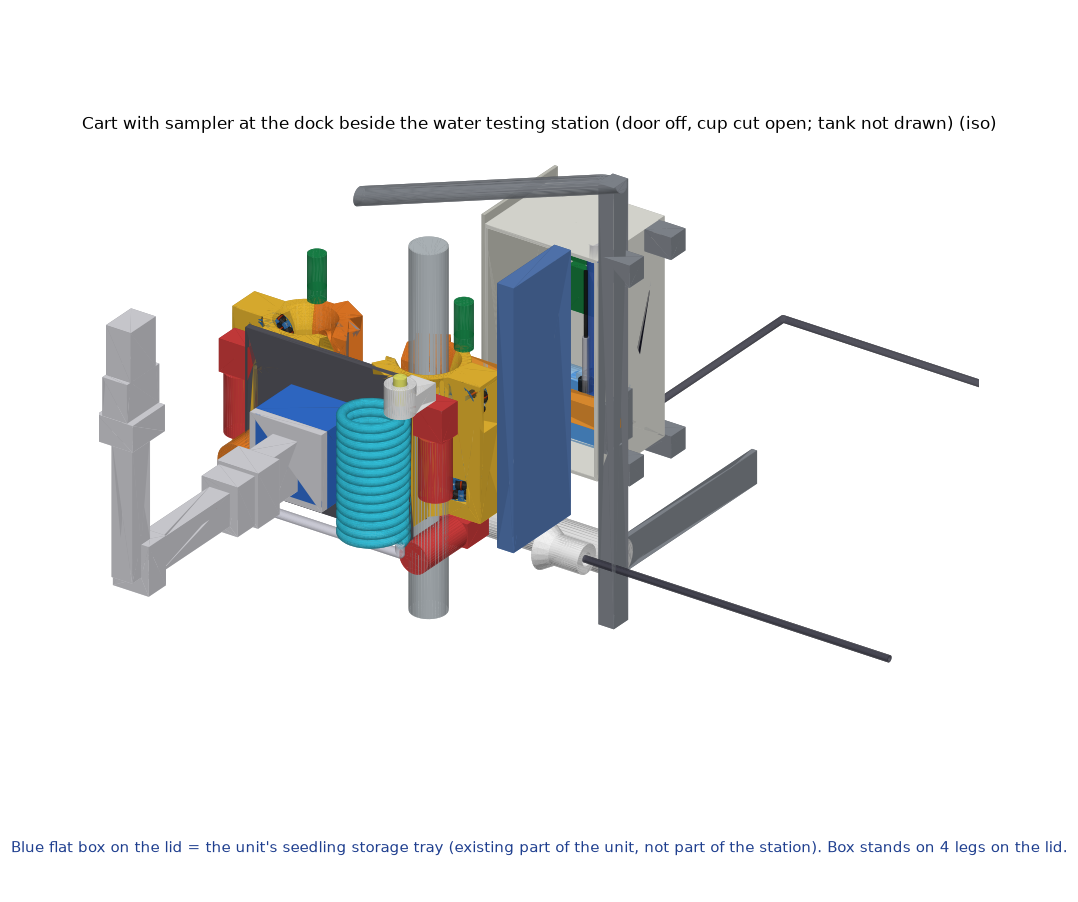 Cart with sampler at the dock beside the water testing station (door off, cup cut open; tank not drawn) (iso)
Blue flat box on the lid = the unit's seedling storage tray (existing part of the unit, not part of the station). Box stands on 4 legs on the lid.